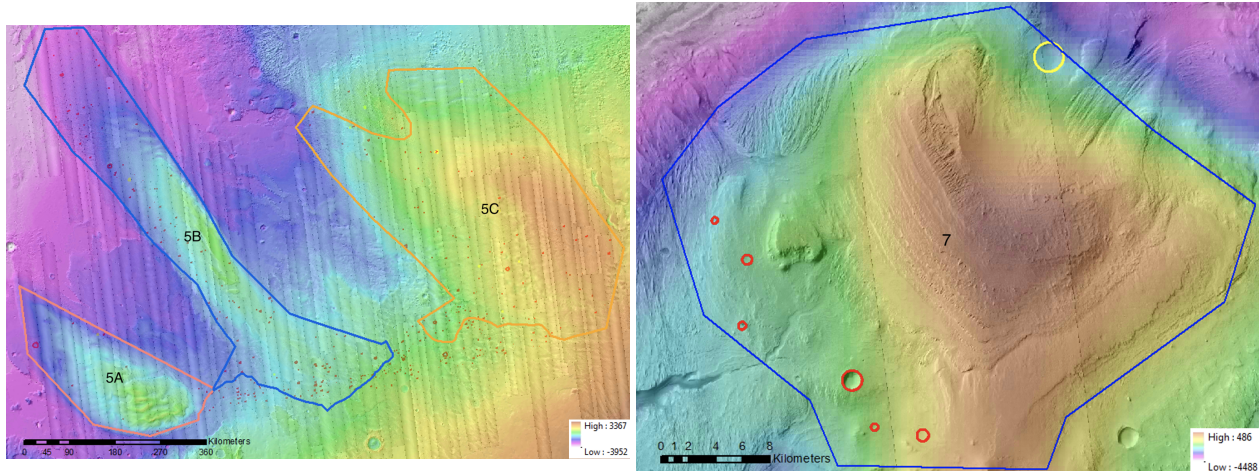 5C
5B
5A
0 45 90 180 270 360
Kilometers
High : 3367
Low : -3952
7
0 1 2 4 6 8
Kilometers
High : 486
Low : -4488